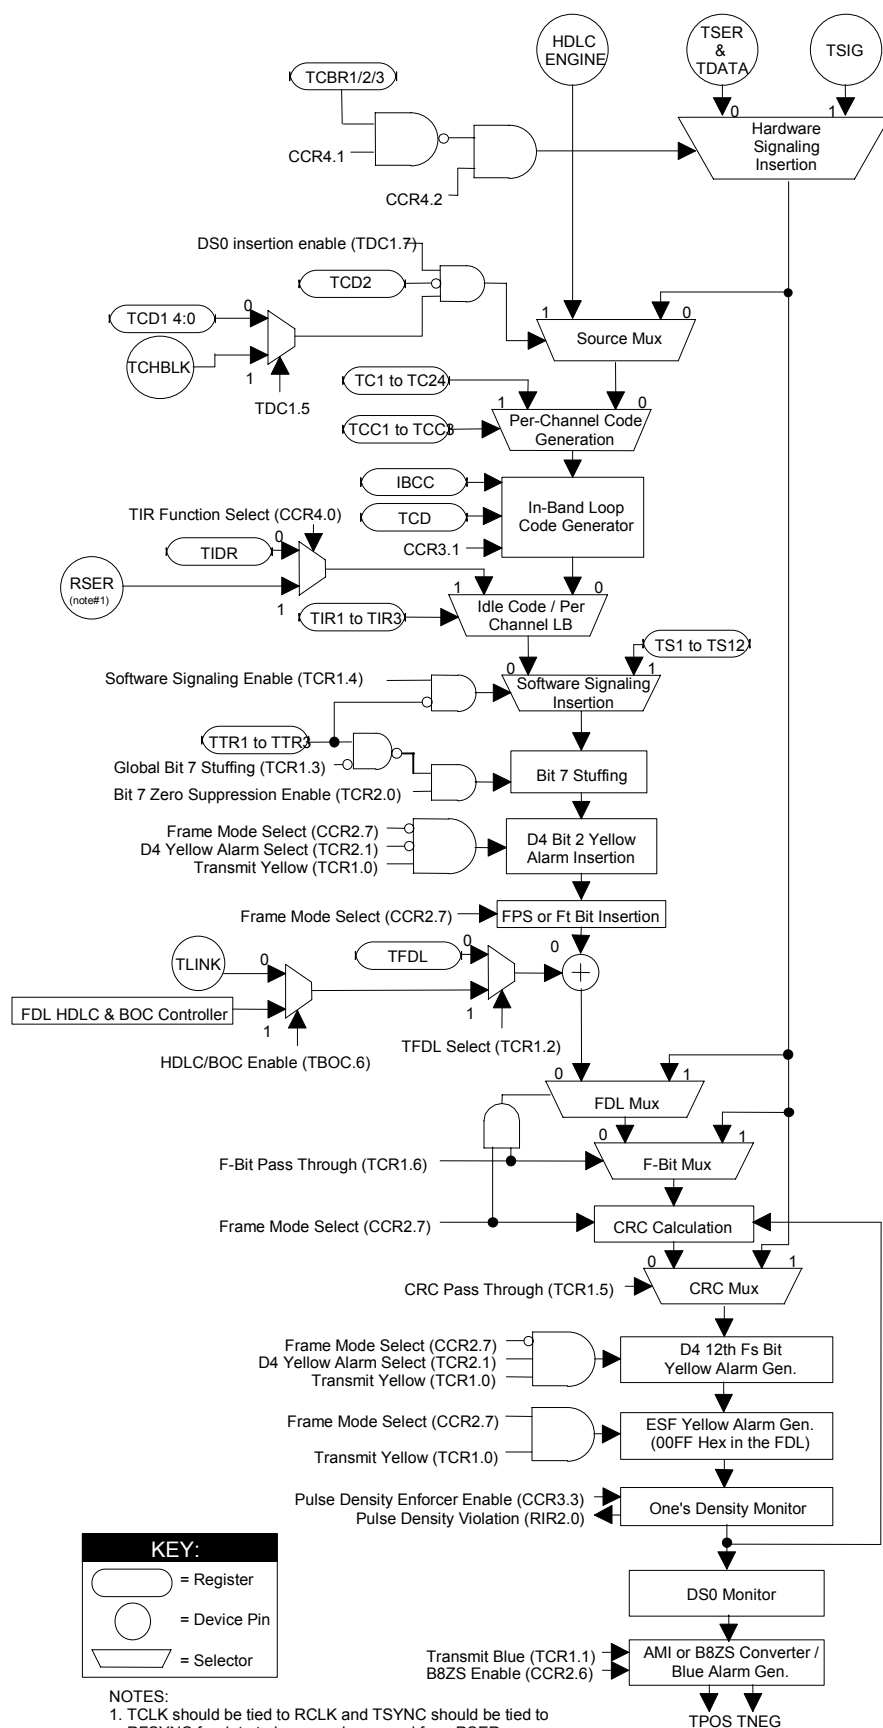 HDLC
ENGINE
TSER
&
TDATA
TSIG
TCBR1/2/3
0
1
Hardware
Signaling
Insertion
CCR4.1
CCR4.2
DS0 insertion enable (TDC1.7)
TCD2
TCD1 4:0
0
TCHBLK
1
TDC1.5
1
0
Source Mux
TC1 to TC24
1
0
TCC1 to TCC3
Per-Channel Code
Generation
IBCC
TCD
CCR3.1
In-Band Loop
Code Generator
TIR Function Select (CCR4.0)
TIDR
0
RSER
(note#1)
1
1
0
TIR1 to TIR3
Idle Code / Per
Channel LB
TS1 to TS12
0
1
Software Signaling Enable (TCR1.4)
Software Signaling
Insertion
TTR1 to TTR3
Global Bit 7 Stuffing (TCR1.3)
Bit 7 Zero Suppression Enable (TCR2.0)
Bit 7 Stuffing
Frame Mode Select (CCR2.7)
D4 Yellow Alarm Select (TCR2.1)
Transmit Yellow (TCR1.0)
D4 Bit 2 Yellow
Alarm Insertion
Frame Mode Select (CCR2.7)
FPS or Ft Bit Insertion
TFDL
0
0
TLINK
0
FDL HDLC & BOC Controller
1
1
TFDL Select (TCR1.2)
HDLC/BOC Enable (TBOC.6)
0
1
FDL Mux
0
1
F-Bit Pass Through (TCR1.6)
F-Bit Mux
Frame Mode Select (CCR2.7)
CRC Calculation
0
1
CRC Pass Through (TCR1.5)
CRC Mux
Frame Mode Select (CCR2.7)
D4 Yellow Alarm Select (TCR2.1)
Transmit Yellow (TCR1.0)
D4 12th Fs Bit
Yellow Alarm Gen.
Frame Mode Select (CCR2.7)
Transmit Yellow (TCR1.0)
ESF Yellow Alarm Gen.
(00FF Hex in the FDL)
Pulse Density Enforcer Enable (CCR3.3)
Pulse Density Violation (RIR2.0)
One's Density Monitor
KEY:
= Register
= Device Pin
= Selector
DS0 Monitor
Transmit Blue (TCR1.1)
B8ZS Enable (CCR2.6)
AMI or B8ZS Converter /
Blue Alarm Gen.
TPOS TNEG
NOTES:
1. TCLK should be tied to RCLK and TSYNC should be tied to